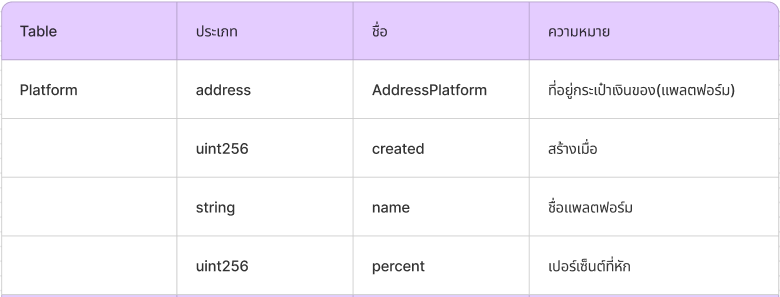 Table ประเภท ชื่อ ความหมาย
Platform address AddressPlatform ที่อยู่กระเป๋าเงินของ(แพลตฟอร์ม)
uint256 created สร้างเมื่อ
string name ชื่อแพลตฟอร์ม
uint256 percent เปอร์เซ็นต์ที่หัก